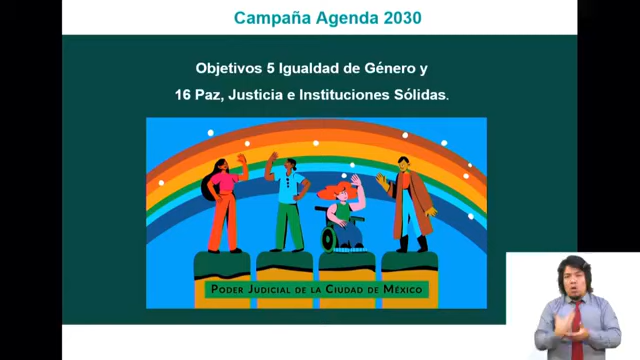 Campaña Agenda 2030
Objetivos 5 Igualdad de Género y
16 Paz, Justicia e Instituciones Sólidas.
Poder Judicial de la Ciudad de México